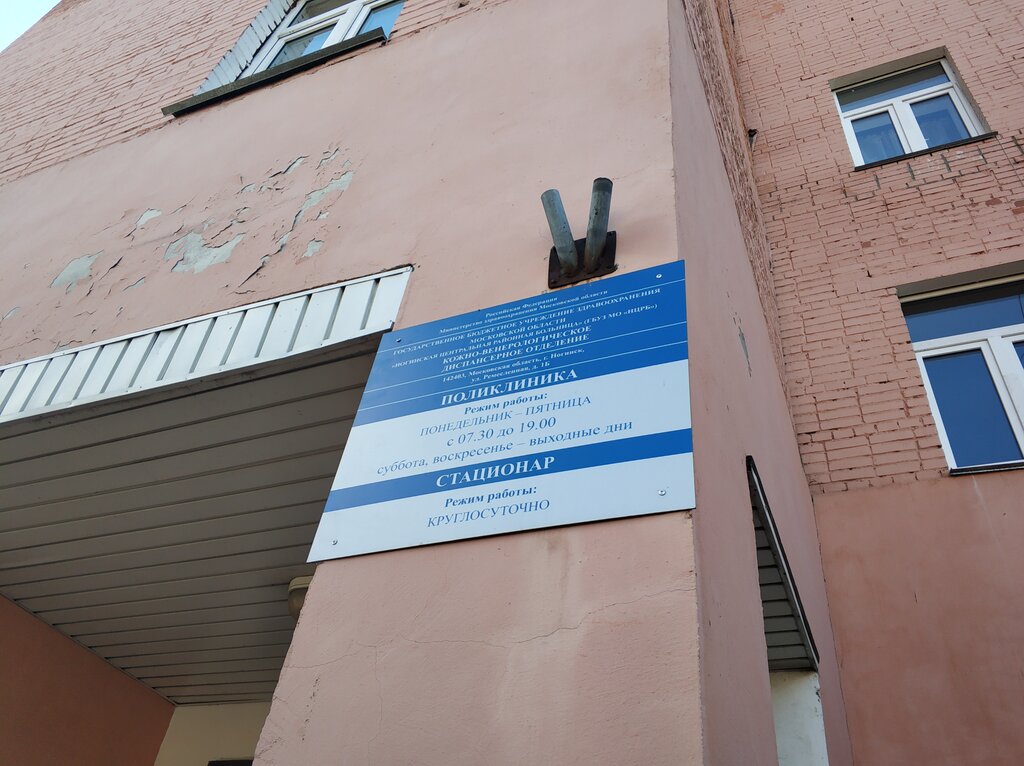 Российская Федерация
Министерство здравоохранения Московской области
ГОСУДАРСТВЕННОЕ БЮДЖЕТНОЕ УЧРЕЖДЕНИЕ ЗДРАВООХРАНЕНИЯ
МОСКОВСКОЙ ОБЛАСТИ
«НОГИНСКАЯ ЦЕНТРАЛЬНАЯ РАЙОННАЯ БОЛЬНИЦА» (ГБУЗ МО «НЦРБ»)
КОЖНО-ВЕНЕРОЛОГИЧЕСКОЕ
ДИСПАНСЕРНОЕ ОТДЕЛЕНИЕ
142403, Московская область, г. Ногинск,
ул. Ремесленная, д. 1Б
ПОЛИКЛИНИКА
Режим работы:
ПОНЕДЕЛЬНИК – ПЯТНИЦА
с 07.30 до 19.00
суббота, воскресенье – выходные дни
СТАЦИОНАР
Режим работы:
КРУГЛОСУТОЧНО